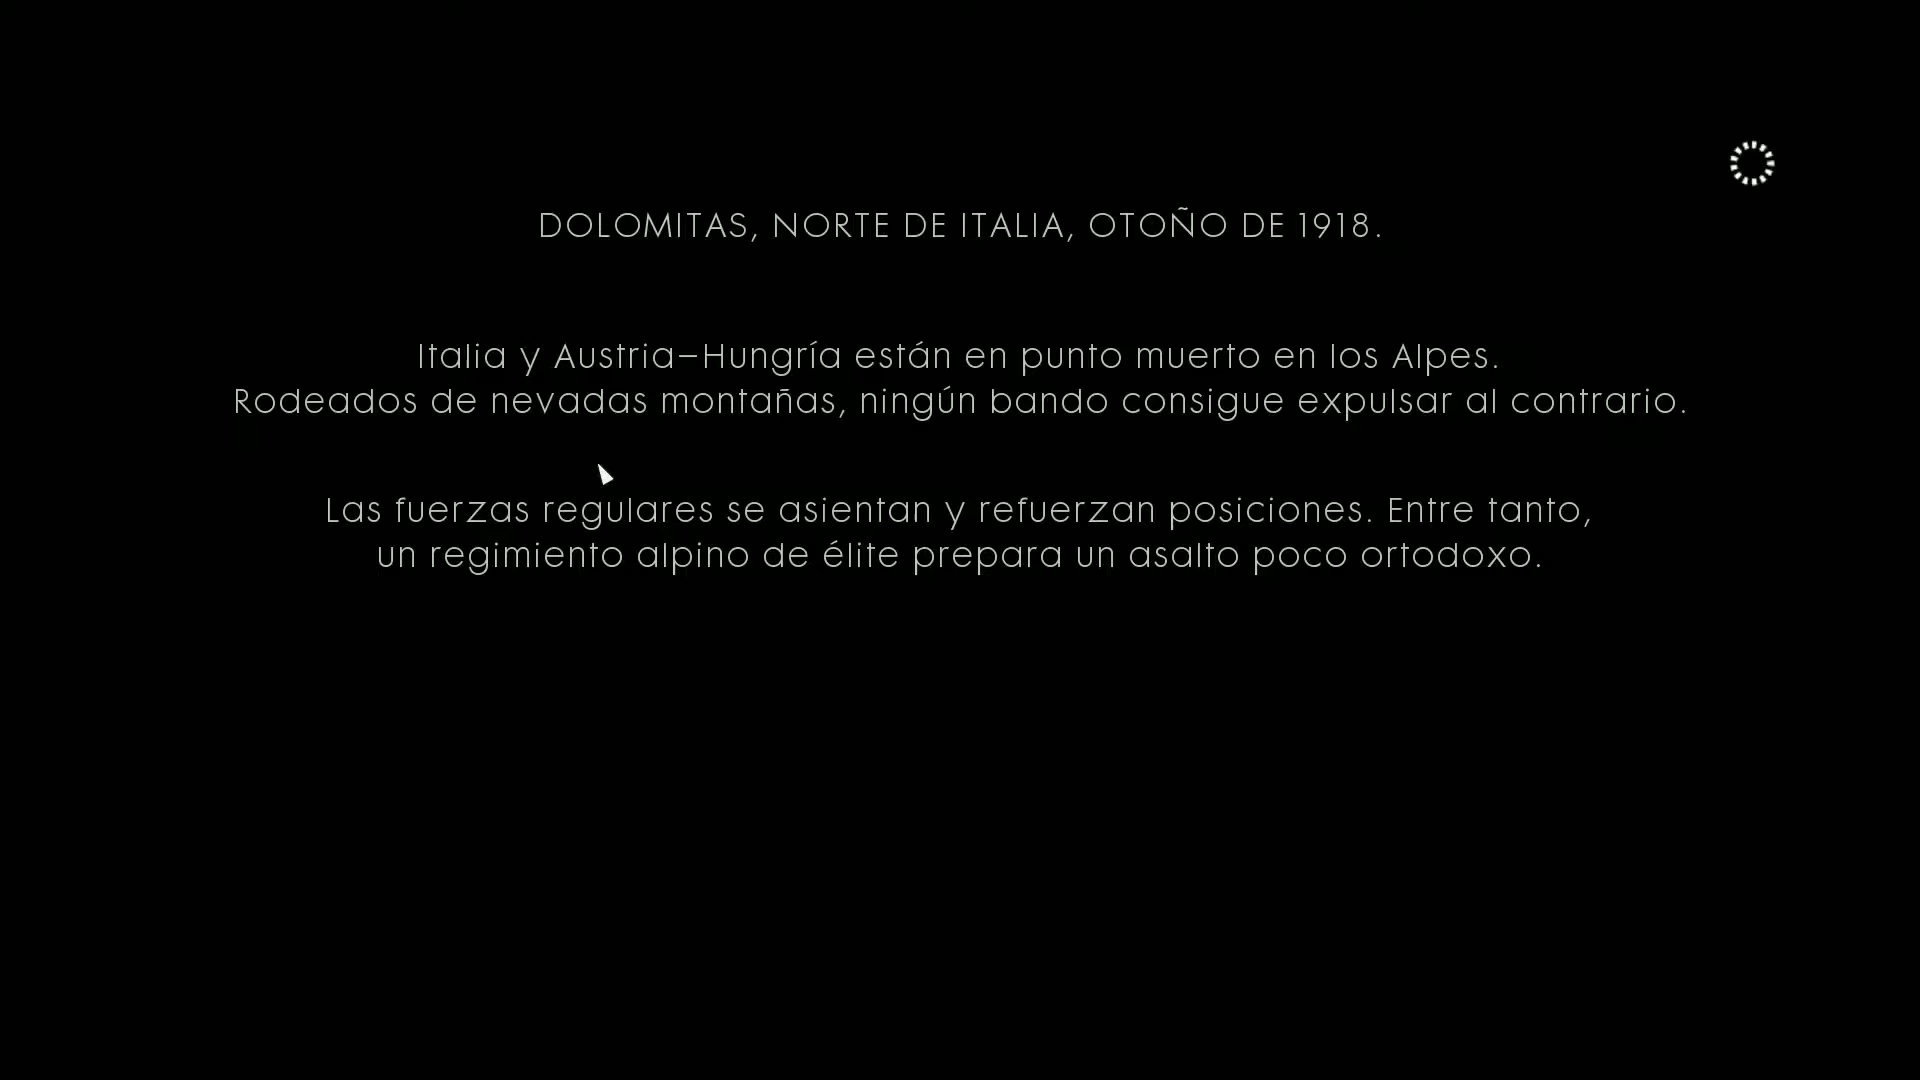 DOLOMITAS, NORTE DE ITALIA, OTOÑO DE 1918.
Italia y Austria-Hungría están en punto muerto en los Alpes.
Rodeados de nevadas montañas, ningún bando consigue expulsar al contrario.
Las fuerzas regulares se asientan y refuerzan posiciones. Entre tanto,
un regimiento alpino de élite prepara un asalto poco ortodoxo.